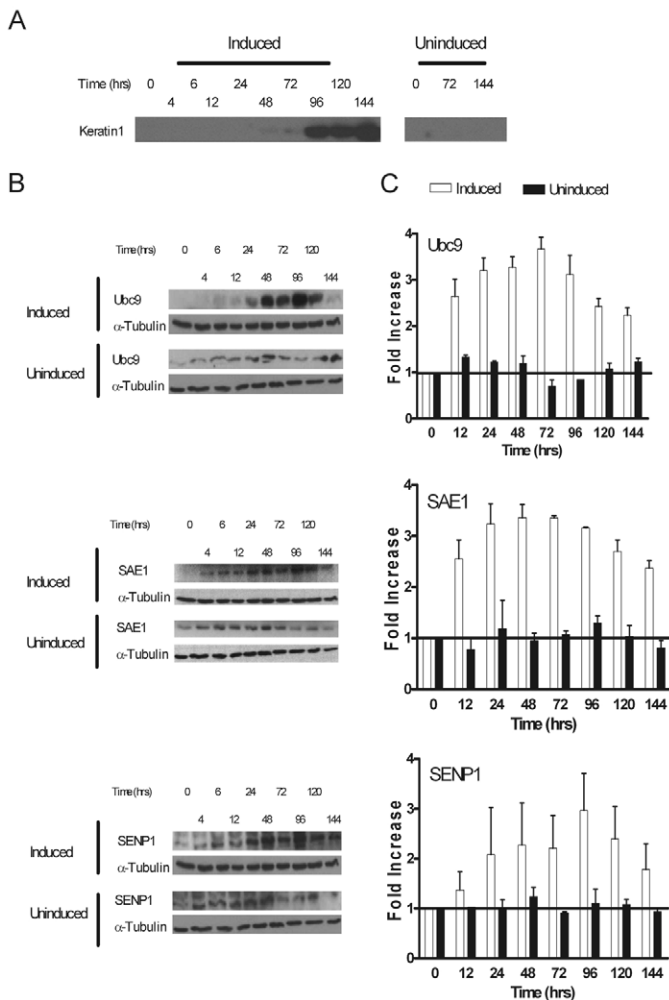 A
Induced
Uninduced
Time (hrs) 0 6 24 72 120
4 12 48 96 144
0 72 144
Keratin1
B
Time (hrs) 0 6 24 72 120
4 12 48 96 144
Induced
Ubc9
α-Tubulin
Uninduced
Ubc9
α-Tubulin
Time (hrs) 0 6 24 72 120
4 12 48 96 144
Induced
SAE1
α-Tubulin
Uninduced
SAE1
α-Tubulin
Time (hrs) 0 6 24 72 120
4 12 48 96 144
Induced
SENP1
α-Tubulin
Uninduced
SENP1
α-Tubulin
C
Induced
Uninduced
Ubc9
Fold Increase
4
3
2
1
0
0 12 24 48 72 96 120 144
Time (hrs)
SAE1
Fold Increase
4
3
2
1
0
0 12 24 48 72 96 120 144
Time (hrs)
SENP1
Fold Increase
4
3
2
1
0
0 12 24 48 72 96 120 144
Time (hrs)